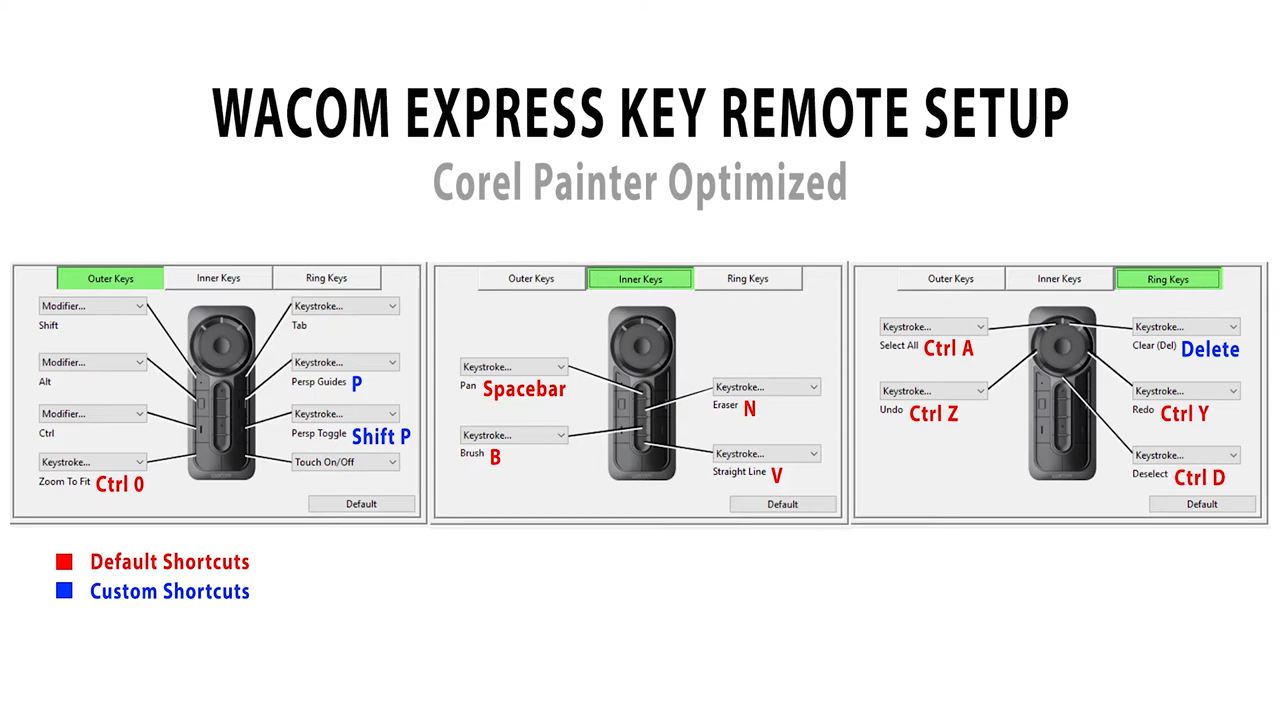 WACOM EXPRESS KEY REMOTE SETUP
Corel Painter Optimized
Outer Keys Inner Keys Ring Keys
Modifier... Keystroke...
Shift Tab
Modifier... Keystroke...
Alt Persp Guides P
Modifier... Keystroke...
Ctrl Persp Toggle Shift P
Keystroke... Touch On/Off
Zoom To Fit Ctrl 0
Default
Outer Keys Inner Keys Ring Keys
Keystroke...
Pan Spacebar
Keystroke...
Eraser N
Keystroke...
Brush B
Keystroke...
Straight Line V
Default
Outer Keys Inner Keys Ring Keys
Keystroke... Keystroke...
Select All Ctrl A Clear (Del) Delete
Keystroke... Keystroke...
Undo Ctrl Z Redo Ctrl Y
Keystroke...
Deselect Ctrl D
Default
Default Shortcuts
Custom Shortcuts